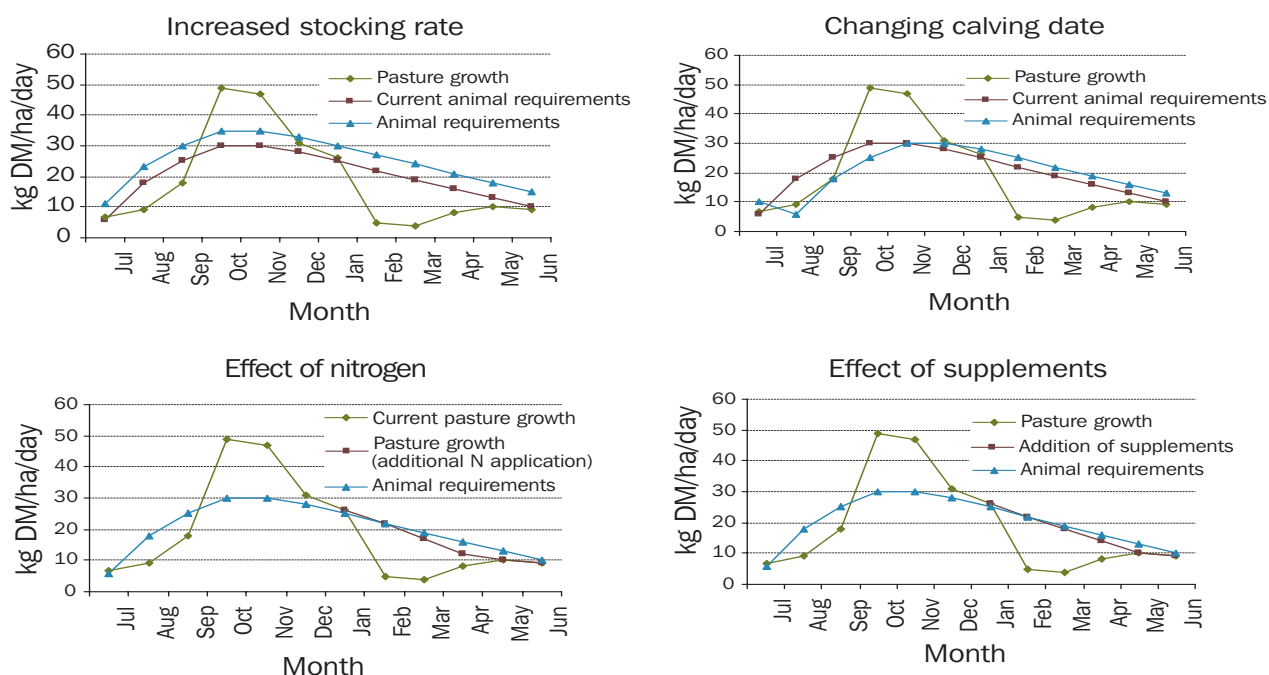 Increased stocking rate
kg DM/ha/day
60
50
40
30
20
10
0
Pasture growth
Current animal requirements
Animal requirements
Jul
Aug
Sep
Oct
Nov
Dec
Jan
Feb
Mar
Apr
May
Jun
Month
Changing calving date
kg DM/ha/day
60
50
40
30
20
10
0
Pasture growth
Current animal requirements
Animal requirements
Jul
Aug
Sep
Oct
Nov
Dec
Jan
Feb
Mar
Apr
May
Jun
Month
Effect of nitrogen
kg DM/ha/day
60
50
40
30
20
10
0
Current pasture growth
Pasture growth
(additional N application)
Animal requirements
Jul
Aug
Sep
Oct
Nov
Dec
Jan
Feb
Mar
Apr
May
Jun
Month
Effect of supplements
kg DM/ha/day
60
50
40
30
20
10
0
Pasture growth
Addition of supplements
Animal requirements
Jul
Aug
Sep
Oct
Nov
Dec
Jan
Feb
Mar
Apr
May
Jun
Month